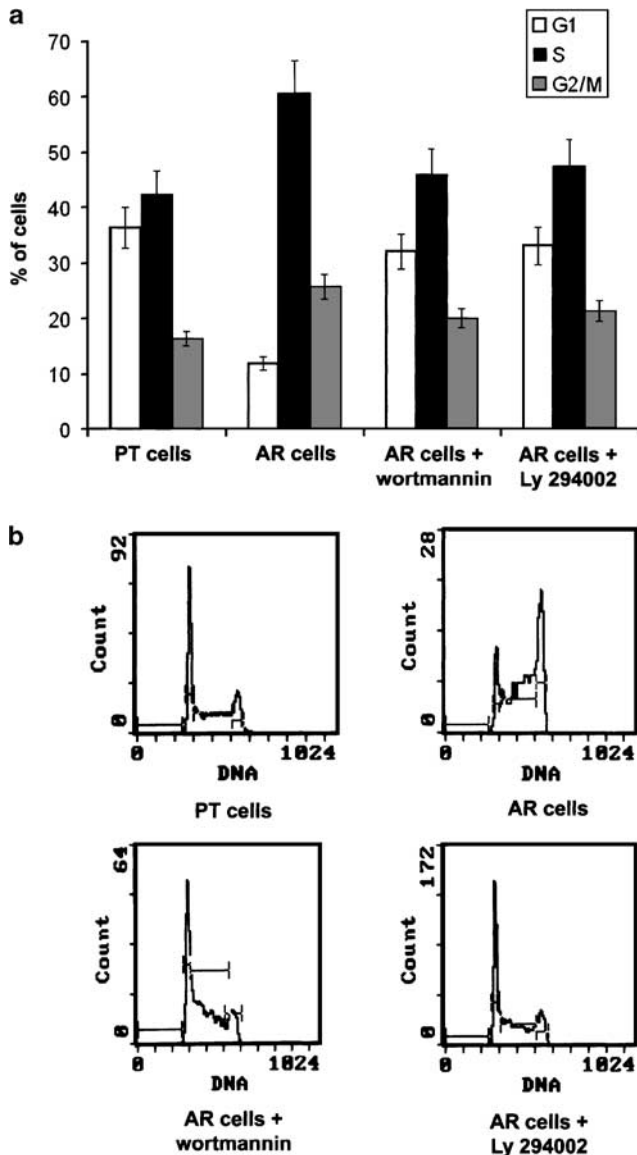 a
G1
S
G2/M
70
60
50
40
30
20
10
0
% of cells
PT cells
AR cells
AR cells +
wortmannin
AR cells +
Ly 294002
b
92
Count
0
0
1024
DNA
PT cells
28
Count
0
0
1024
DNA
AR cells
64
Count
0
0
1024
DNA
AR cells +
wortmannin
172
Count
0
0
1024
DNA
AR cells +
Ly 294002